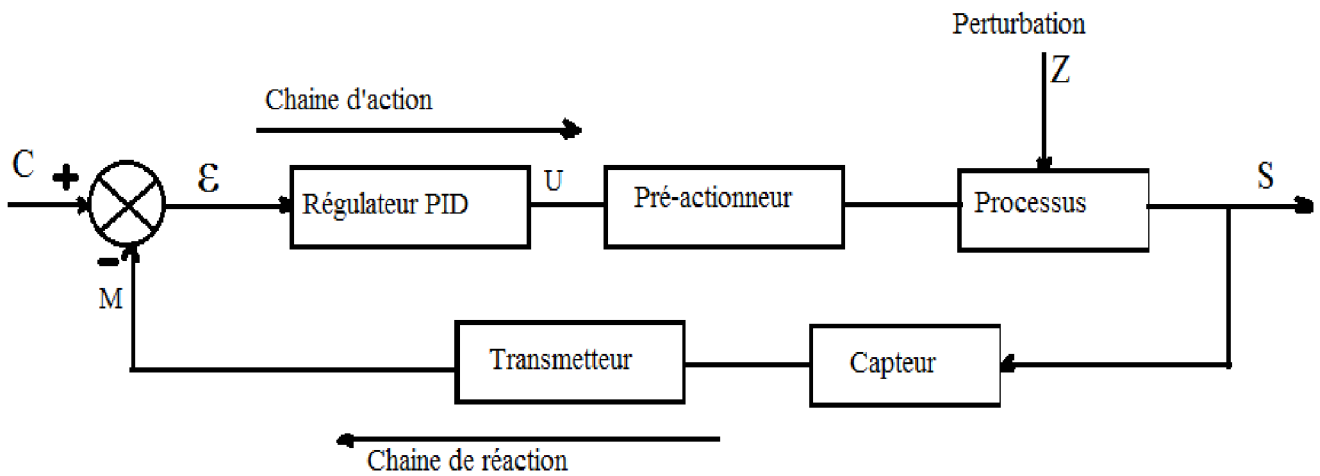 Perturbation
Z
Chaine d'action
C
+
ε
Régulateur PID
U
Pré-actionneur
Processus
S
-
M
Transmetteur
Capteur
Chaine de réaction